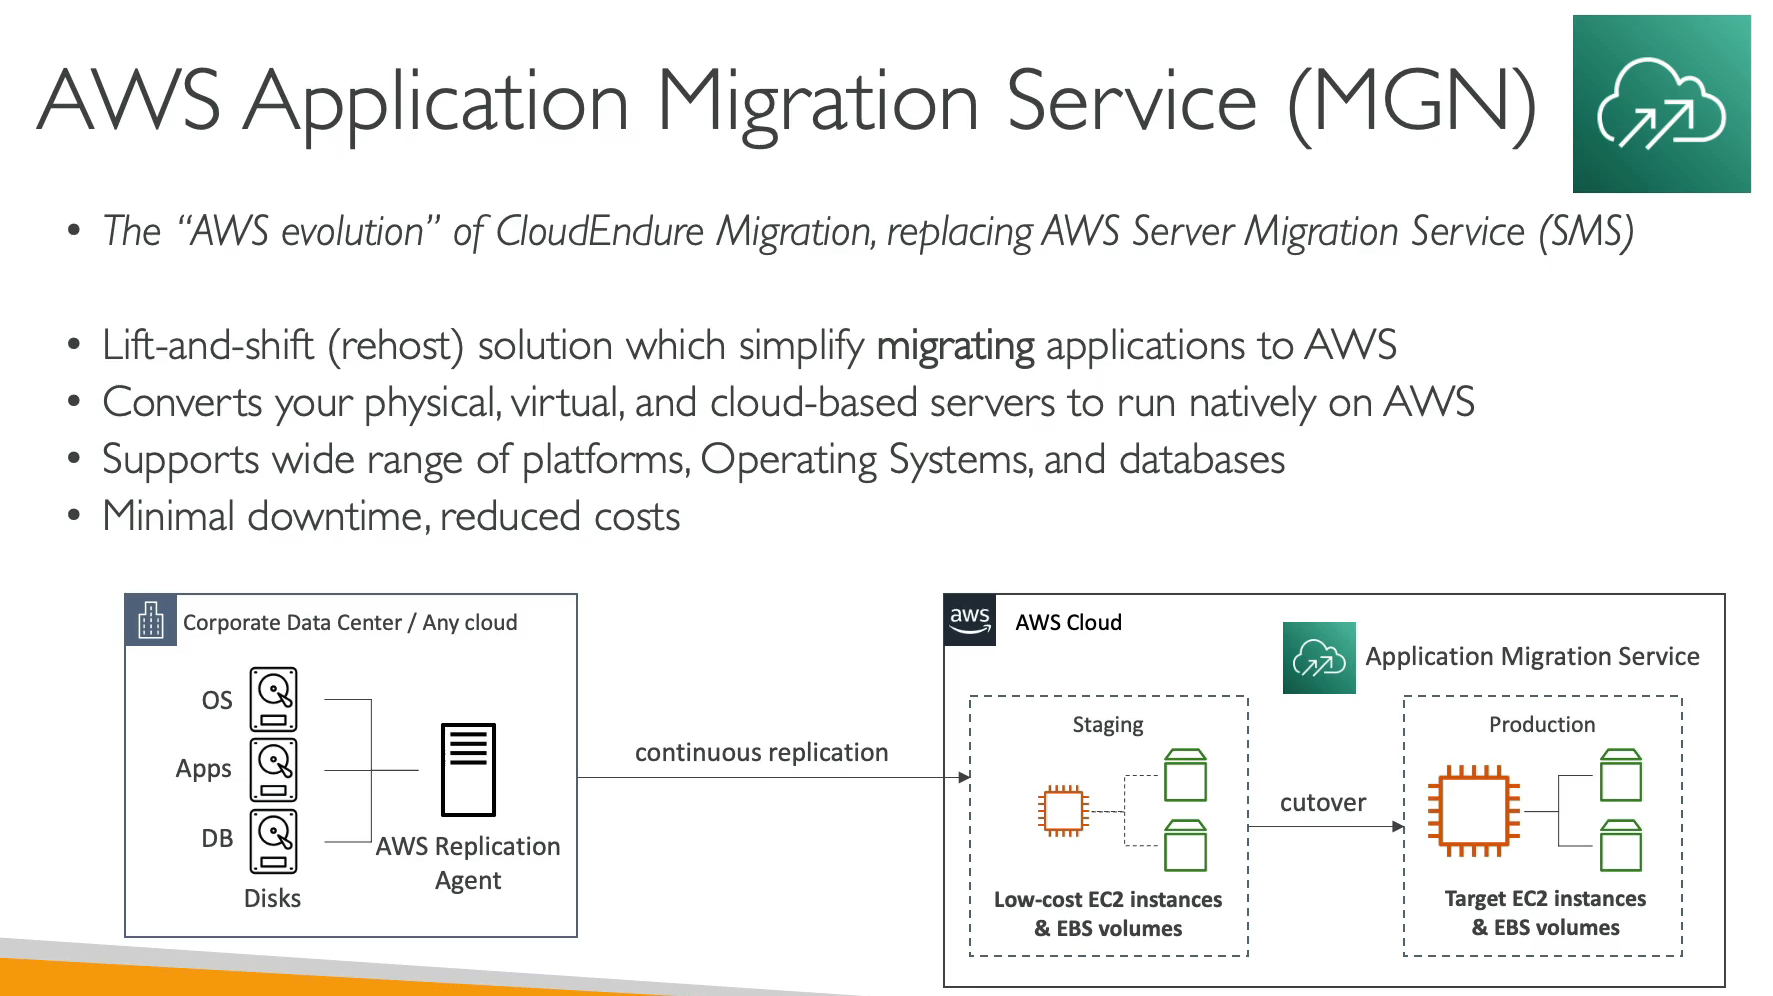 AWS Application Migration Service (MGN)
• The “AWS evolution” of CloudEndure Migration, replacing AWS Server Migration Service (SMS)
• Lift-and-shift (rehost) solution which simplify migrating applications to AWS
• Converts your physical, virtual, and cloud-based servers to run natively on AWS
• Supports wide range of platforms, Operating Systems, and databases
• Minimal downtime, reduced costs
Corporate Data Center / Any cloud
OS
Apps
DB
Disks
AWS Replication
Agent
continuous replication
aws
AWS Cloud
Application Migration Service
Staging
Low-cost EC2 instances
& EBS volumes
cutover
Production
Target EC2 instances
& EBS volumes